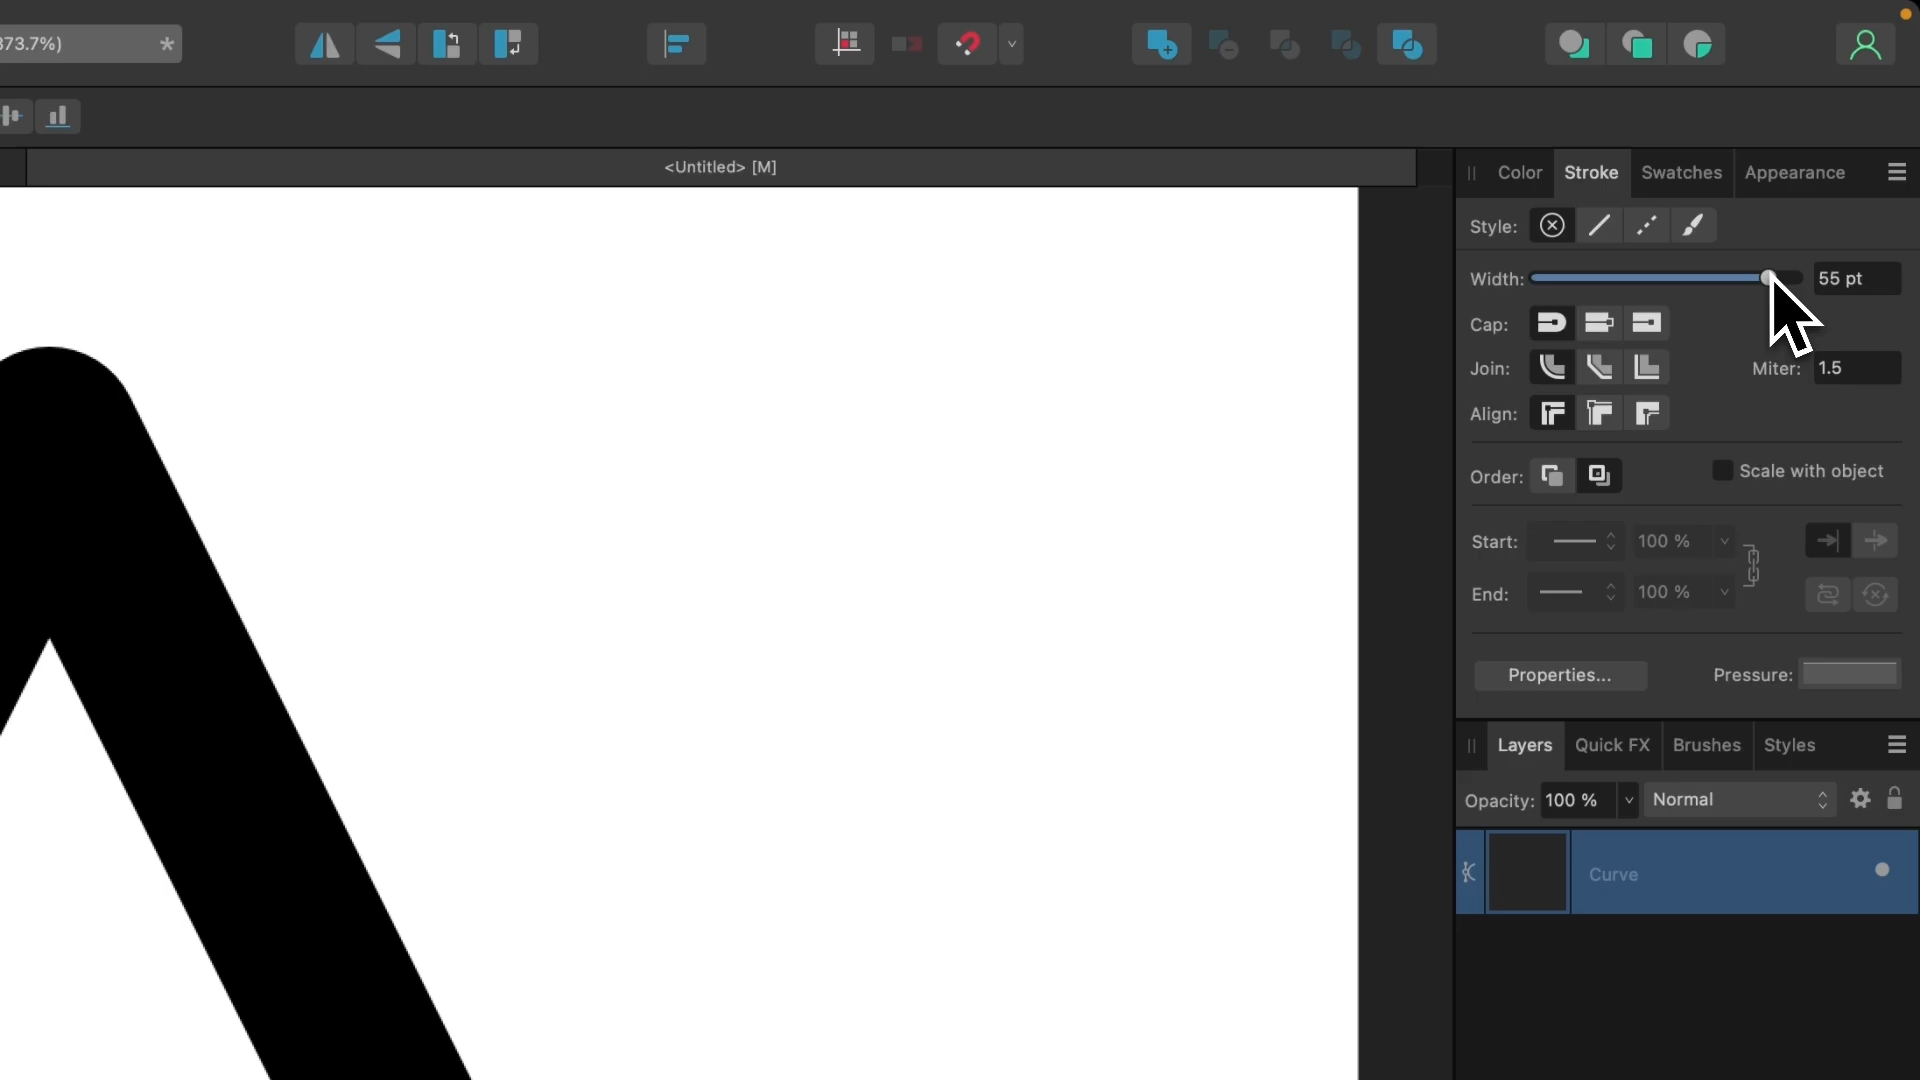 373.7%) *
<Untitled> [M]
Color Stroke Swatches Appearance
Style:
Width: 55 pt
Cap:
Join: Miter: 1.5
Align:
Order: Scale with object
Start: 100 %
End: 100 %
Properties... Pressure:
Layers Quick FX Brushes Styles
Opacity: 100 % Normal
Curve